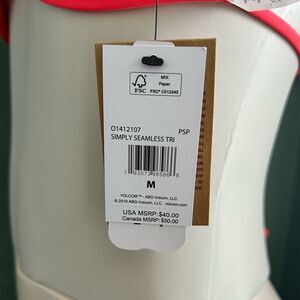 FSC
MIX
Paper
FSC® C012345
O1412107 PSP
SIMPLY SEAMLESS TRI
M
VOLCOM™ - ABG-Volcom, LLC.
© 2019 ABG-Volcom, LLC. volcom.com
USA MSRP: $40.00
Canada MSRP: $50.00